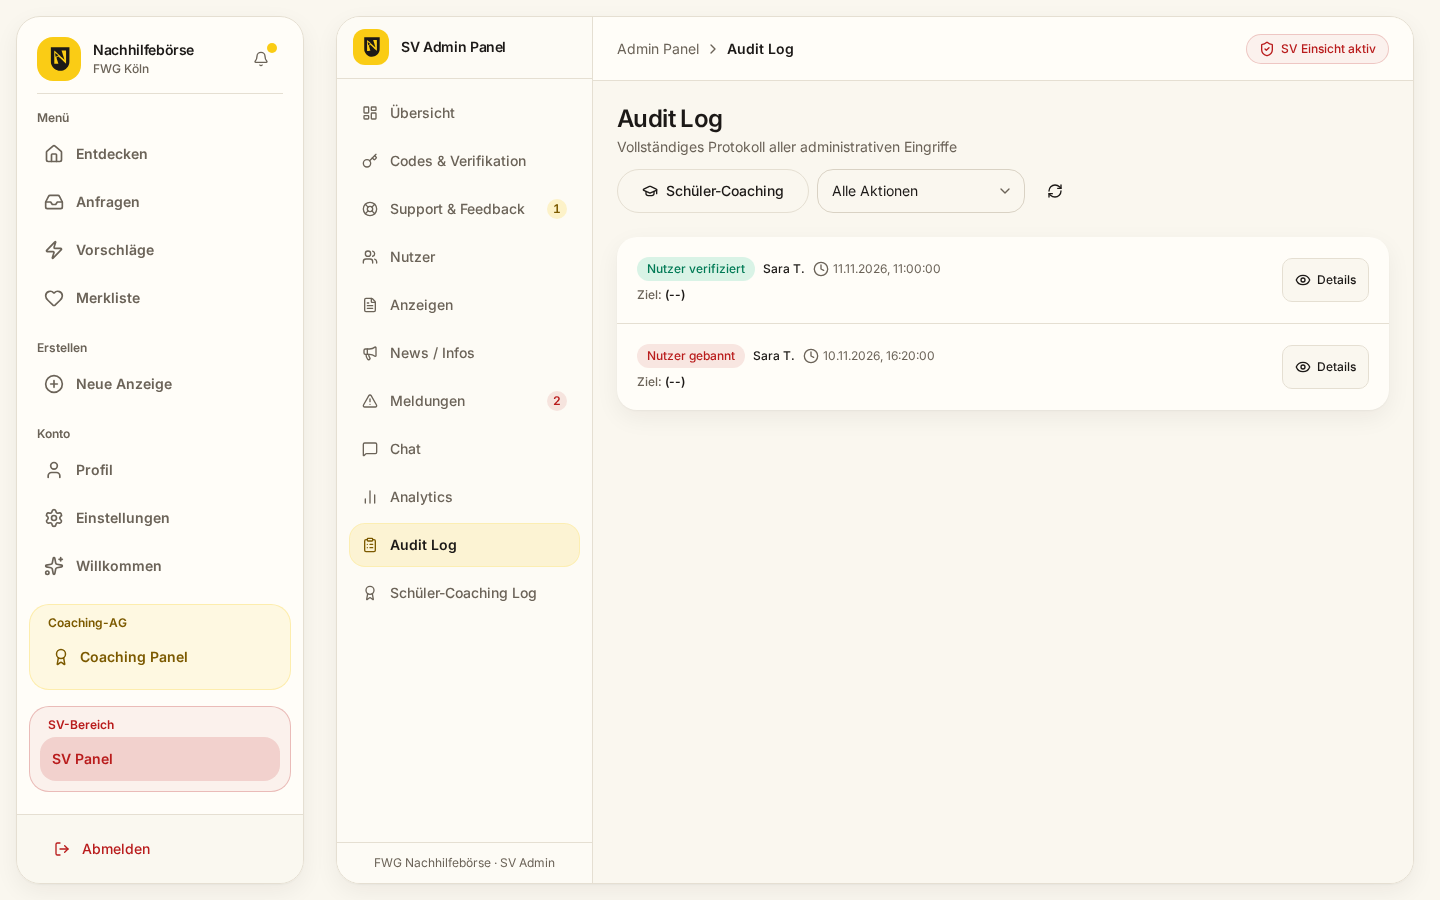 Nachhilfebörse
FWG Köln
Menü
Entdecken
Anfragen
Vorschläge
Merkliste
Erstellen
Neue Anzeige
Konto
Profil
Einstellungen
Willkommen
Coaching-AG
Coaching Panel
SV-Bereich
SV Panel
Abmelden
SV Admin Panel
Übersicht
Codes & Verifikation
Support & Feedback 1
Nutzer
Anzeigen
News / Infos
Meldungen 2
Chat
Analytics
Audit Log
Schüler-Coaching Log
FWG Nachhilfebörse · SV Admin
Admin Panel > Audit Log
SV Einsicht aktiv
Audit Log
Vollständiges Protokoll aller administrativen Eingriffe
Schüler-Coaching
Alle Aktionen
Nutzer verifiziert Sara T. 11.11.2026, 11:00:00
Ziel: (--)
Details
Nutzer gebannt Sara T. 10.11.2026, 16:20:00
Ziel: (--)
Details